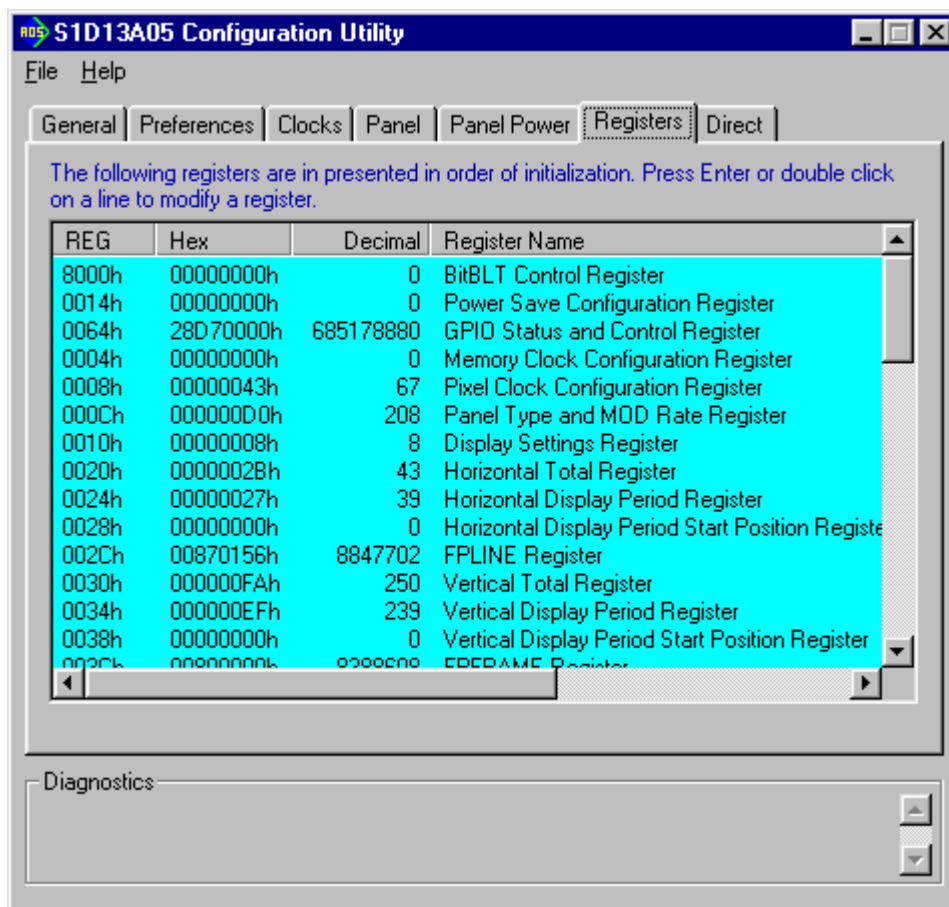 S1D13A05 Configuration Utility
File Help
General Preferences Clocks Panel Panel Power Registers Direct
The following registers are in presented in order of initialization. Press Enter or double click
on a line to modify a register.
REG Hex Decimal Register Name
8000h 00000000h 0 BitBLT Control Register
0014h 00000000h 0 Power Save Configuration Register
0064h 28D70000h 685178880 GPIO Status and Control Register
0004h 00000000h 0 Memory Clock Configuration Register
0008h 00000043h 67 Pixel Clock Configuration Register
000Ch 000000D0h 208 Panel Type and MOD Rate Register
0010h 00000008h 8 Display Settings Register
0020h 0000002Bh 43 Horizontal Total Register
0024h 00000027h 39 Horizontal Display Period Register
0028h 00000000h 0 Horizontal Display Period Start Position Registe
002Ch 00870156h 8847702 FPLINE Register
0030h 000000FAh 250 Vertical Total Register
0034h 000000EFh 239 Vertical Display Period Register
0038h 00000000h 0 Vertical Display Period Start Position Register
003Ch 00800000h 8388608 FPFRAME Register
Diagnostics